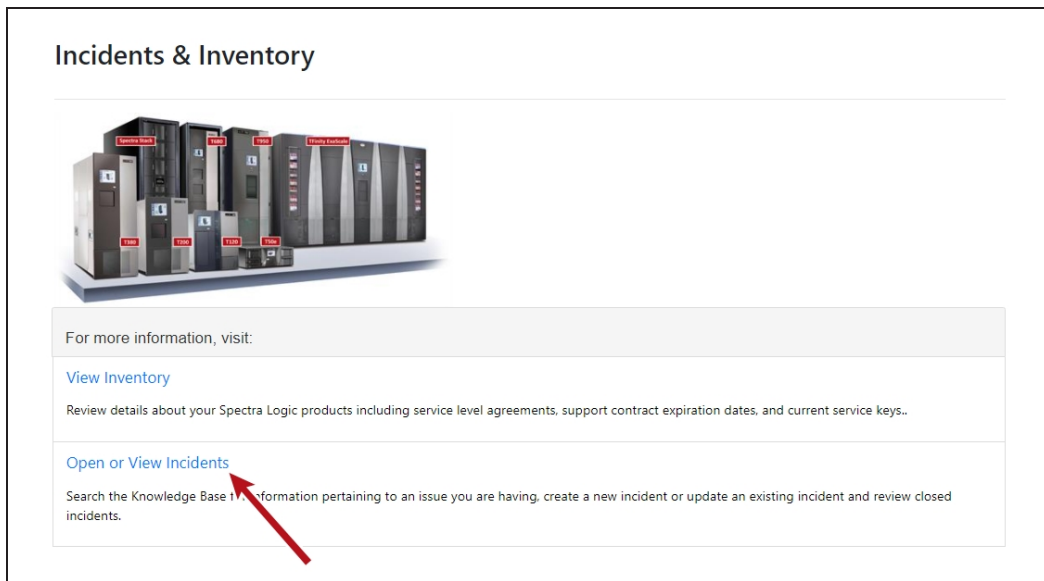 Incidents & Inventory
Spectra Stack
T680
T950
TFinity ExaScale
T380
T200
T120
T50e
For more information, visit:
View Inventory
Review details about your Spectra Logic products including service level agreements, support contract expiration dates, and current service keys..
Open or View Incidents
Search the Knowledge Base information pertaining to an issue you are having, create a new incident or update an existing incident and review closed
incidents.